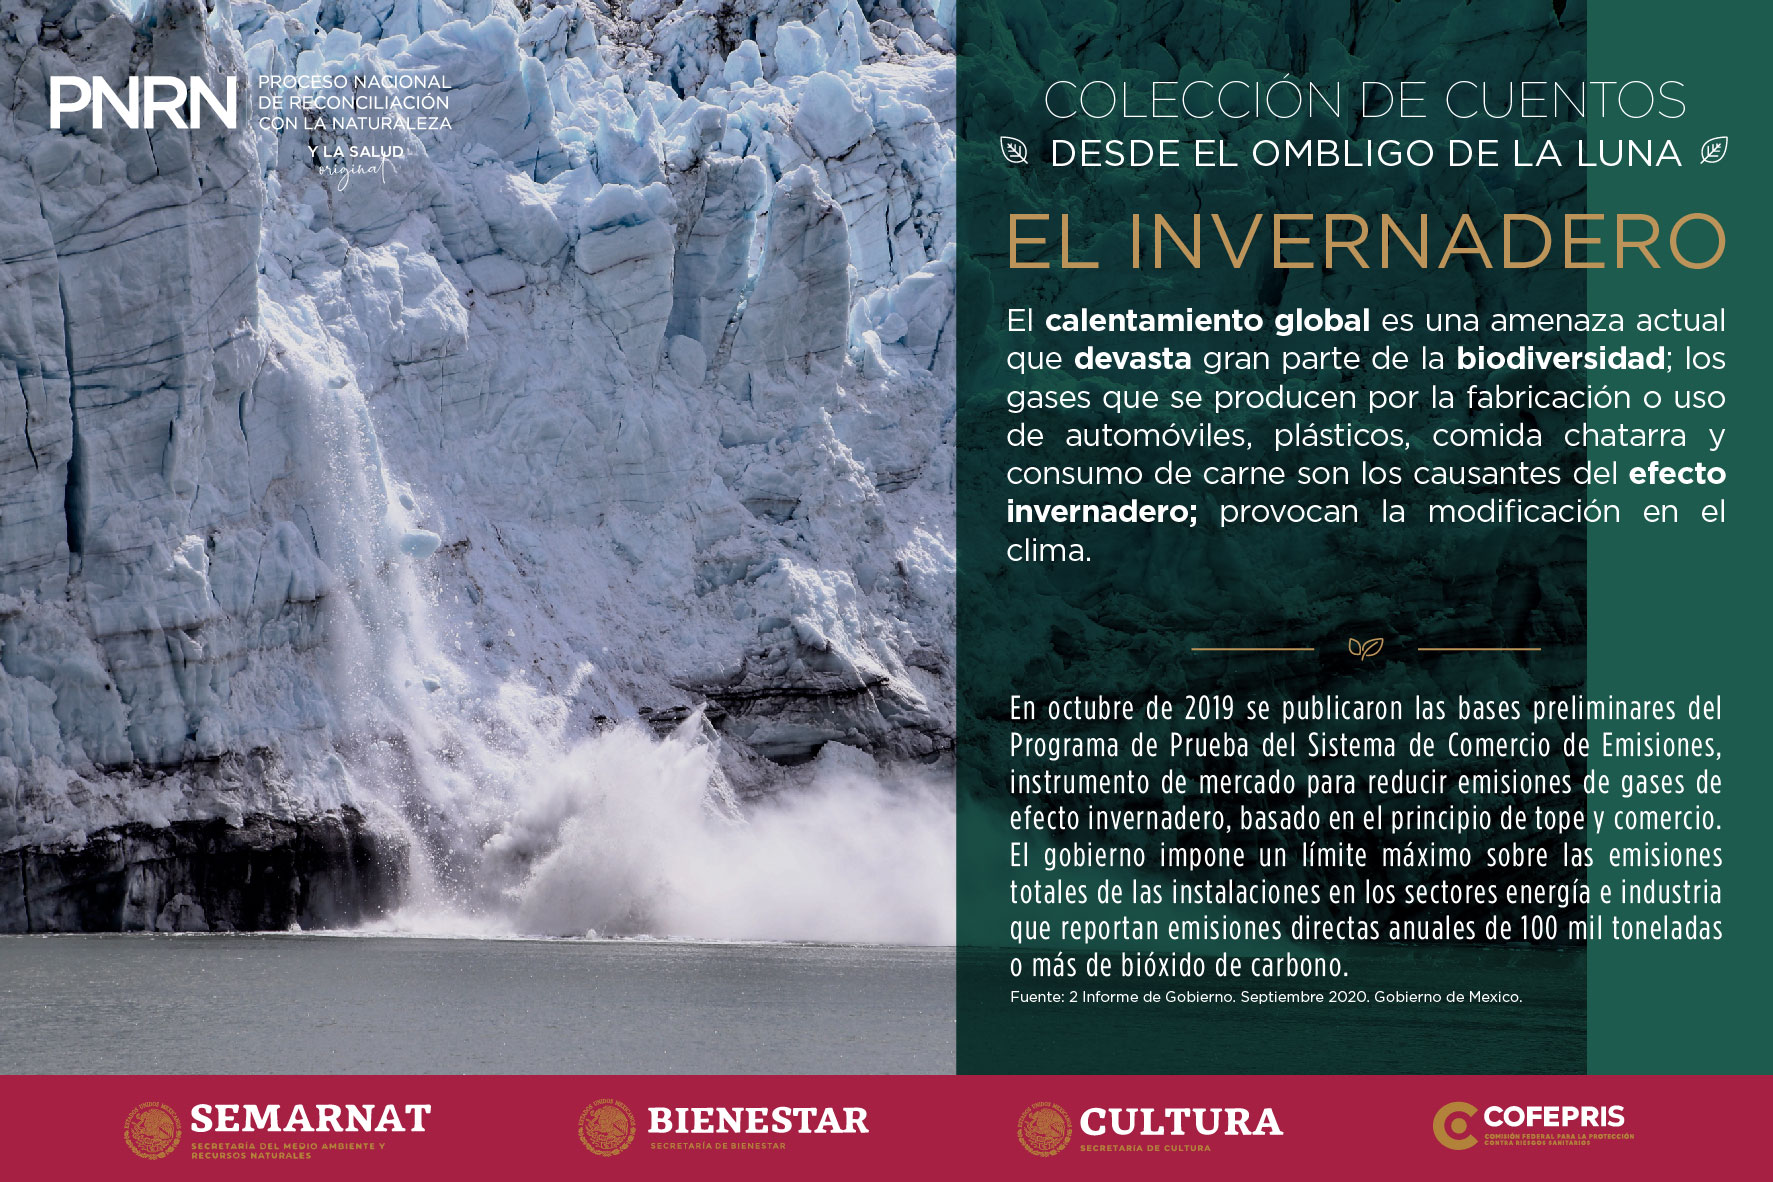 PNRN
PROCESO NACIONAL
DE RECONCILIACIÓN
CON LA NATURALEZA
Y LA SALUD
original
COLECCIÓN DE CUENTOS
DESDE EL OMBLIGO DE LA LUNA
EL INVERNADERO
El calentamiento global es una amenaza actual
que devasta gran parte de la biodiversidad; los
gases que se producen por la fabricación o uso
de automóviles, plásticos, comida chatarra y
consumo de carne son los causantes del efecto
invernadero; provocan la modificación en el
clima.
En octubre de 2019 se publicaron las bases preliminares del
Programa de Prueba del Sistema de Comercio de Emisiones,
instrumento de mercado para reducir emisiones de gases de
efecto invernadero, basado en el principio de tope y comercio.
El gobierno impone un límite máximo sobre las emisiones
totales de las instalaciones en los sectores energía e industria
que reportan emisiones directas anuales de 100 mil toneladas
o más de bióxido de carbono.
Fuente: 2 Informe de Gobierno. Septiembre 2020. Gobierno de Mexico.
SEMARNAT
SECRETARÍA DEL MEDIO AMBIENTE Y
RECURSOS NATURALES
BIENESTAR
SECRETARÍA DE BIENESTAR
CULTURA
SECRETARÍA DE CULTURA
COFEPRIS
COMISIÓN FEDERAL PARA LA PROTECCIÓN
CONTRA RIESGOS SANITARIOS